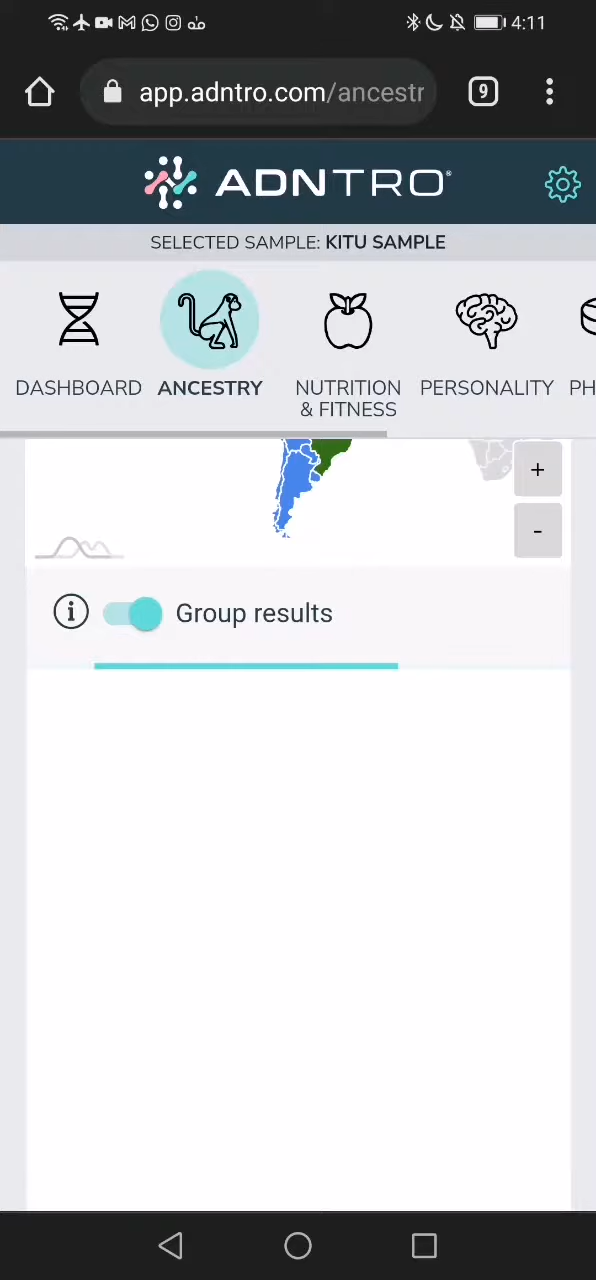 4:11
app.adntro.com/ancestr
9
ADNTRO®
SELECTED SAMPLE: KITU SAMPLE
DASHBOARD
ANCESTRY
NUTRITION
& FITNESS
PERSONALITY
PH
+
-
Group results